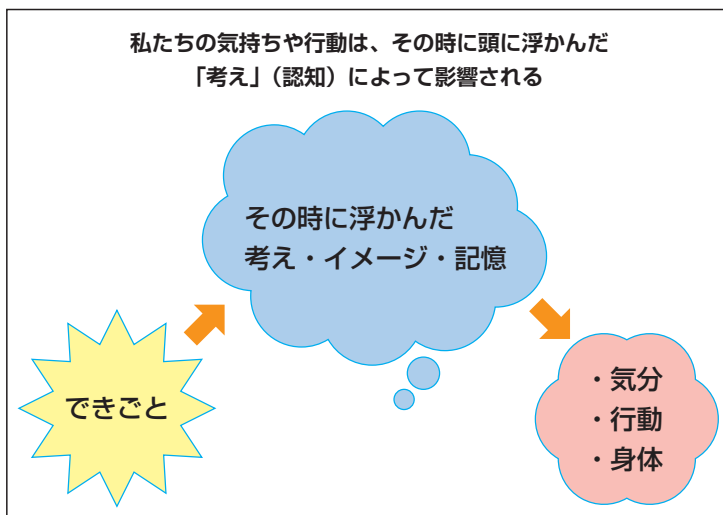 私たちの気持ちや行動は、その時に頭に浮かんだ
「考え」（認知）によって影響される
その時に浮かんだ
考え・イメージ・記憶
できごと
・気分
・行動
・身体